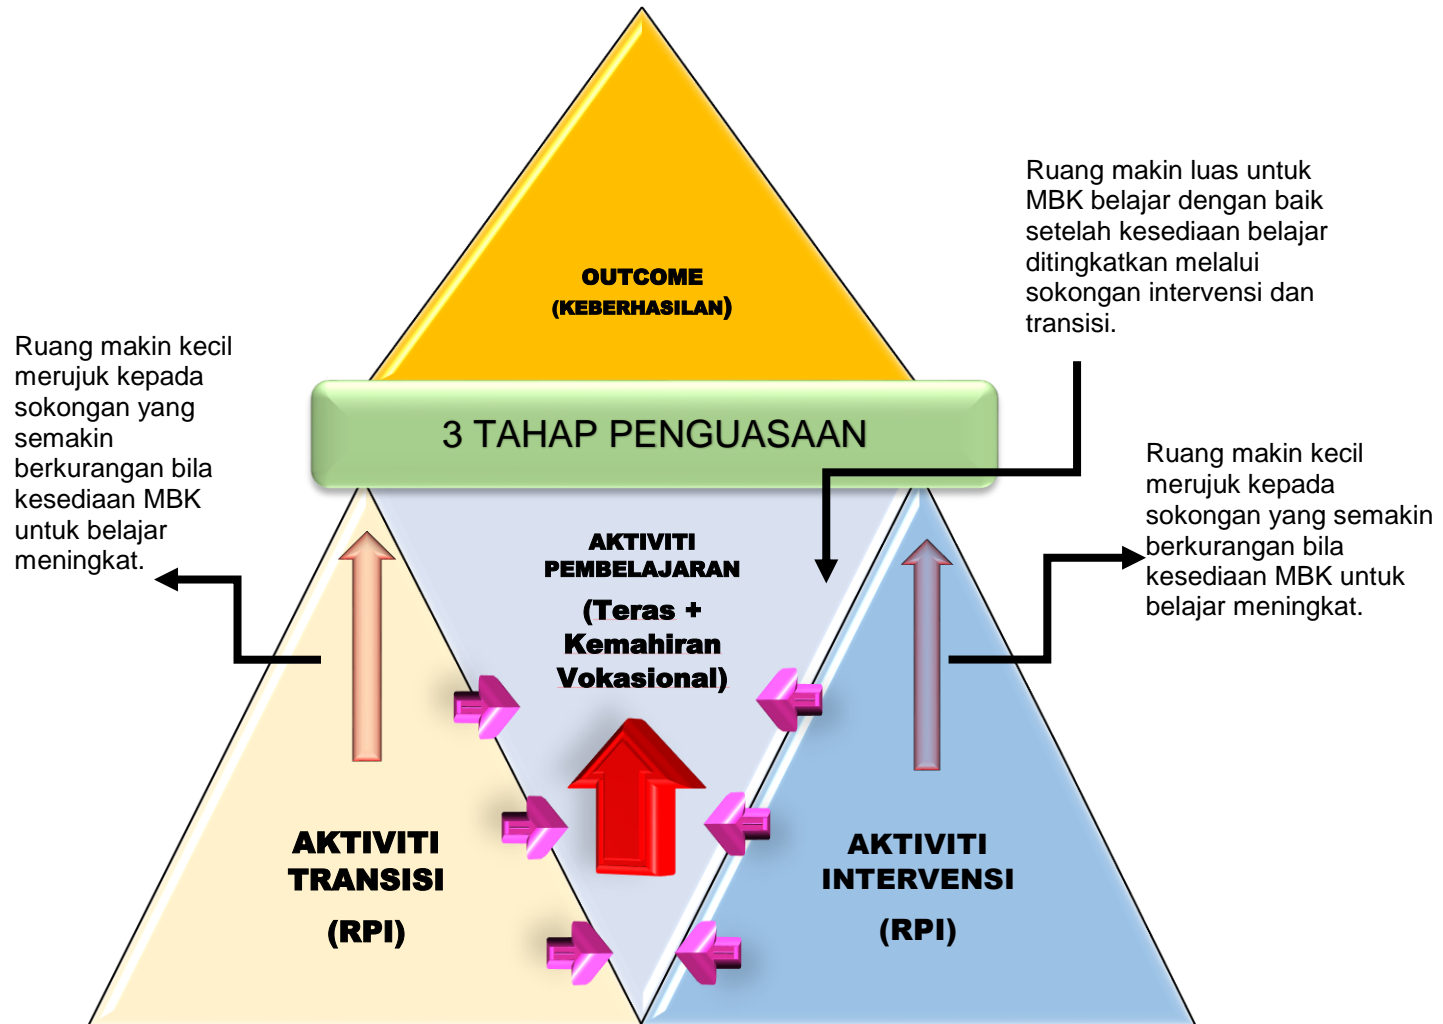 OUTCOME
(KEBERHASILAN)
Ruang makin luas untuk
MBK belajar dengan baik
setelah kesediaan belajar
ditingkatkan melalui
sokongan intervensi dan
transisi.
Ruang makin kecil
merujuk kepada
sokongan yang
semakin
berkurangan bila
kesediaan MBK
untuk belajar
meningkat.
3 TAHAP PENGUASAAN
Ruang makin kecil
merujuk kepada
sokongan yang semakin
berkurangan bila
kesediaan MBK untuk
belajar meningkat.
AKTIVITI
PEMBELAJARAN
(Teras +
Kemahiran
Vokasional)
AKTIVITI
TRANSISI
(RPI)
AKTIVITI
INTERVENSI
(RPI)